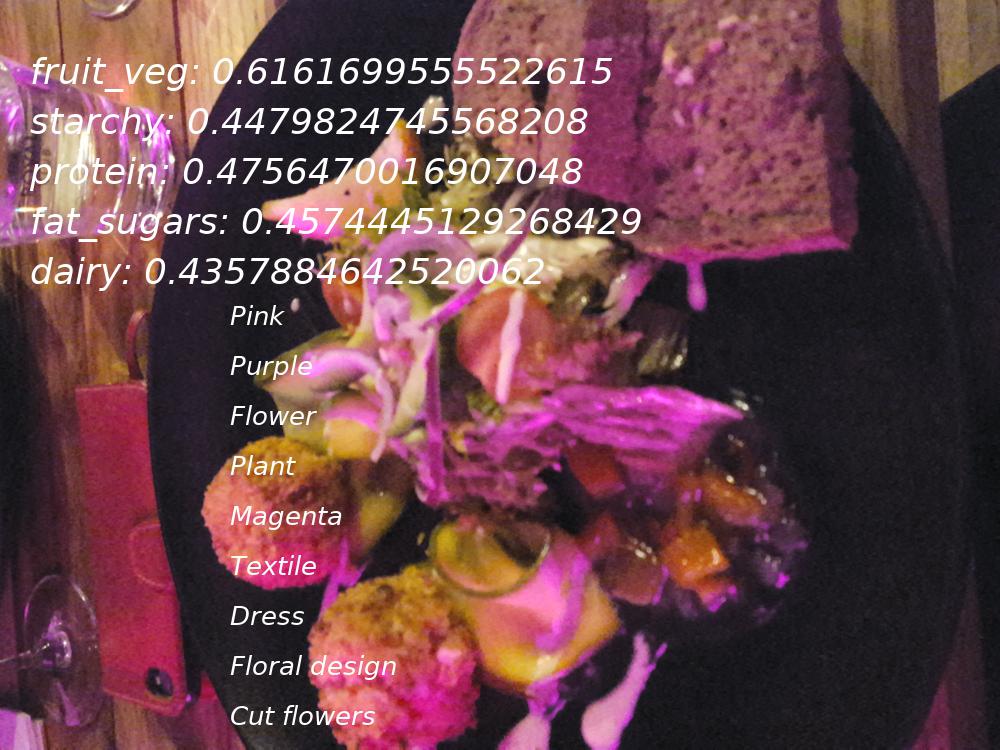 fruit_veg: 0.6161699555522615
starchy: 0.4479824745568208
protein: 0.4756470016907048
fat_sugars: 0.4574445129268429
dairy: 0.4357884642520062
Pink
Purple
Flower
Plant
Magenta
Textile
Dress
Floral design
Cut flowers